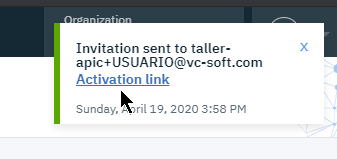 Organization
Invitation sent to taller-
apic+USUARIO@vc-soft.com
X
Activation link
Sunday, April 19, 2020 3:58 PM